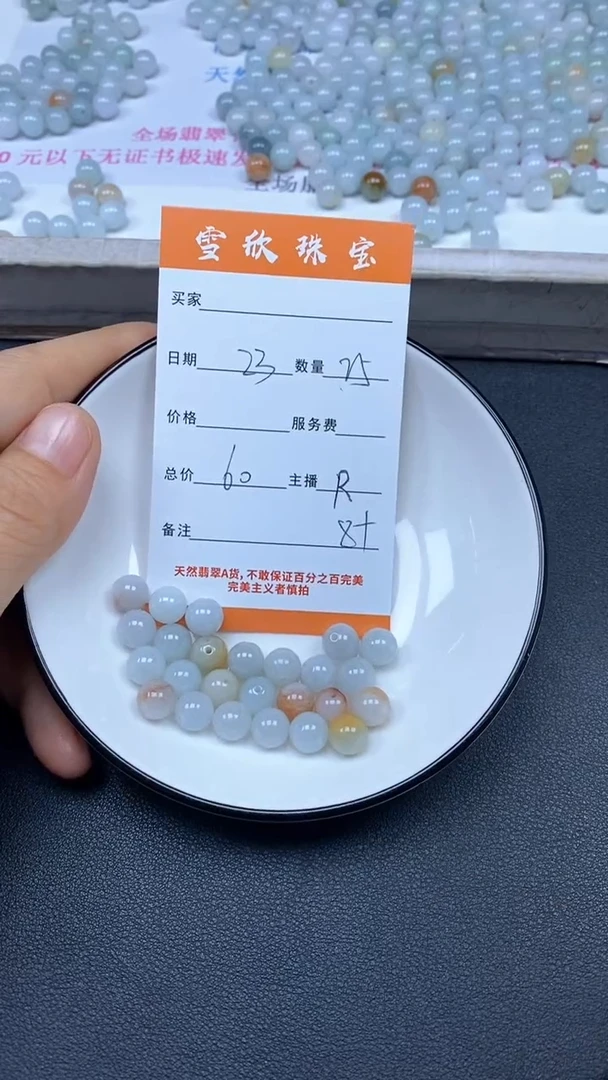 天然
全场翡翠
0元以下无证书极速发
全场
雪欣珠宝
买家
日期 23 数量 25
价格 服务费
总价 60 主播 R
备注 8+
天然翡翠A货,不敢保证百分之百完美
完美主义者慎拍